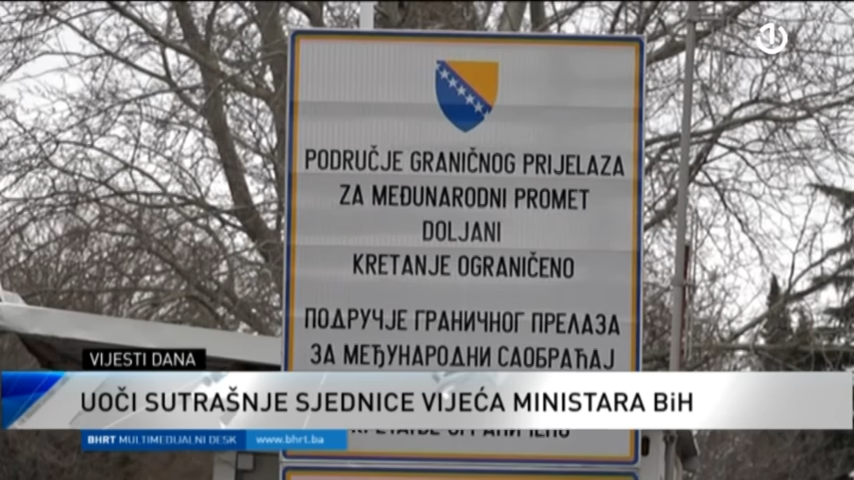 PODRUČJE GRANIČNOG PRIJELAZA
ZA MEĐUNARODNI PROMET
DOLJANI
KRETANJE OGRANIČENO
ПОДРУЧЈЕ ГРАНИЧНОГ ПРЕЛАЗА
ЗА МЕЂУНАРОДНИ САОБРАЋАЈ
VIJESTI DANA
UOČI SUTRAŠNJE SJEDNICE VIJEĆA MINISTARA BiH
BHRT MULTIMEDIJALNI DESK
www.bhrt.ba